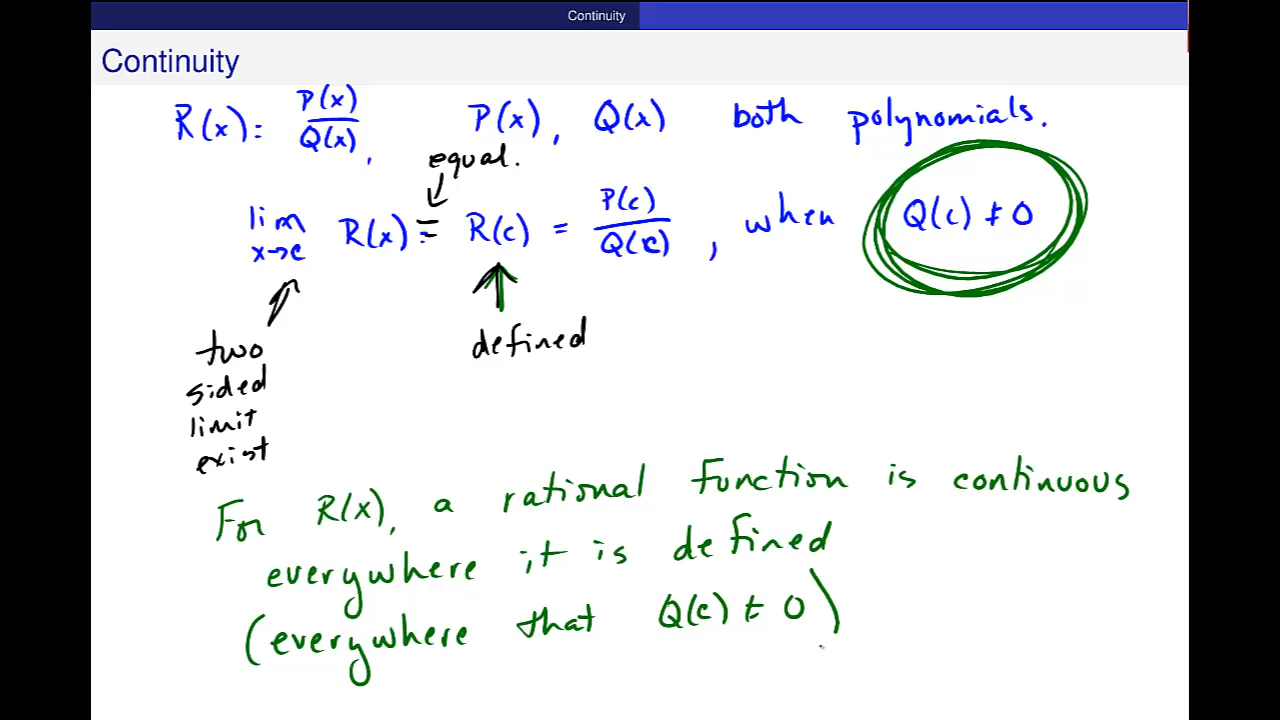 Continuity
Continuity
R(x) = P(x)/Q(x), P(x), Q(x) both polynomials.
equal.
lim x→c R(x) = R(c) = P(c)/Q(c), when Q(c) ≠ 0
two
sided
limit
exist
defined
For R(x), a rational function is continuous
everywhere it is defined
(everywhere that Q(c) ≠ 0)